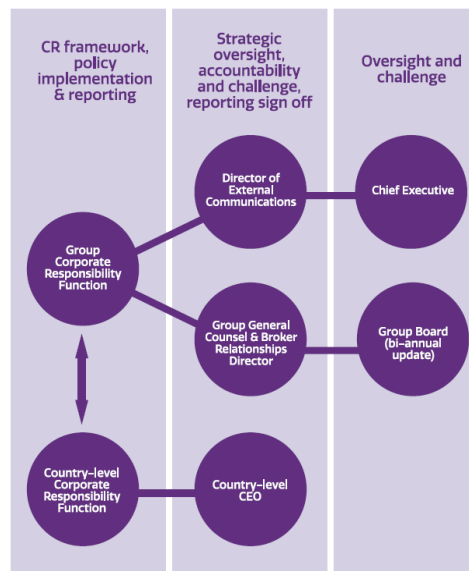 CR framework,
policy
implementation
& reporting
Strategic
oversight,
accountability
and challenge,
reporting sign off
Oversight and
challenge
Director of
External
Communications
Chief Executive
Group
Corporate
Responsibility
Function
Group General
Counsel & Broker
Relationships
Director
Group Board
(bi-annual
update)
Country-level
Corporate
Responsibility
Function
Country-level
CEO